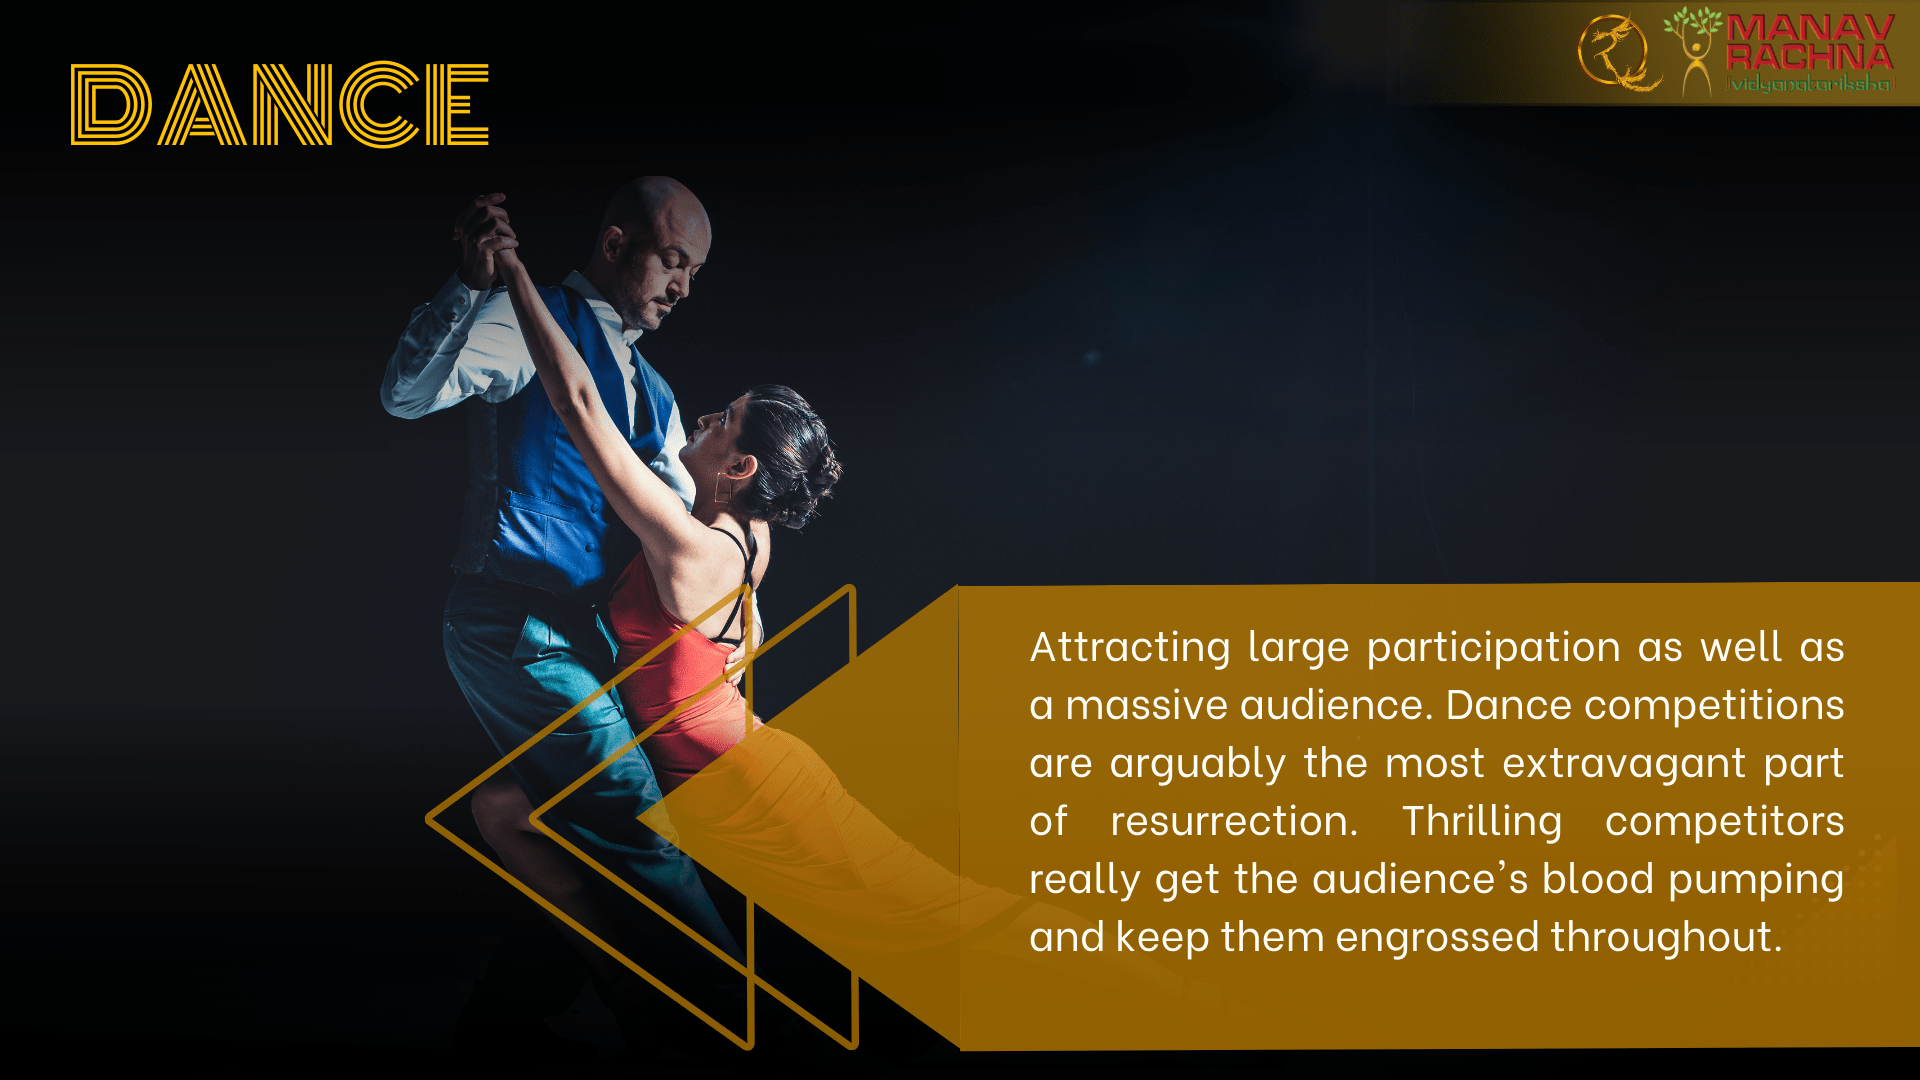 DANCE
MANAV
RACHNA
vidyanatariksha
Attracting large participation as well as
a massive audience. Dance competitions
are arguably the most extravagant part
of resurrection. Thrilling competitors
really get the audience's blood pumping
and keep them engrossed throughout.